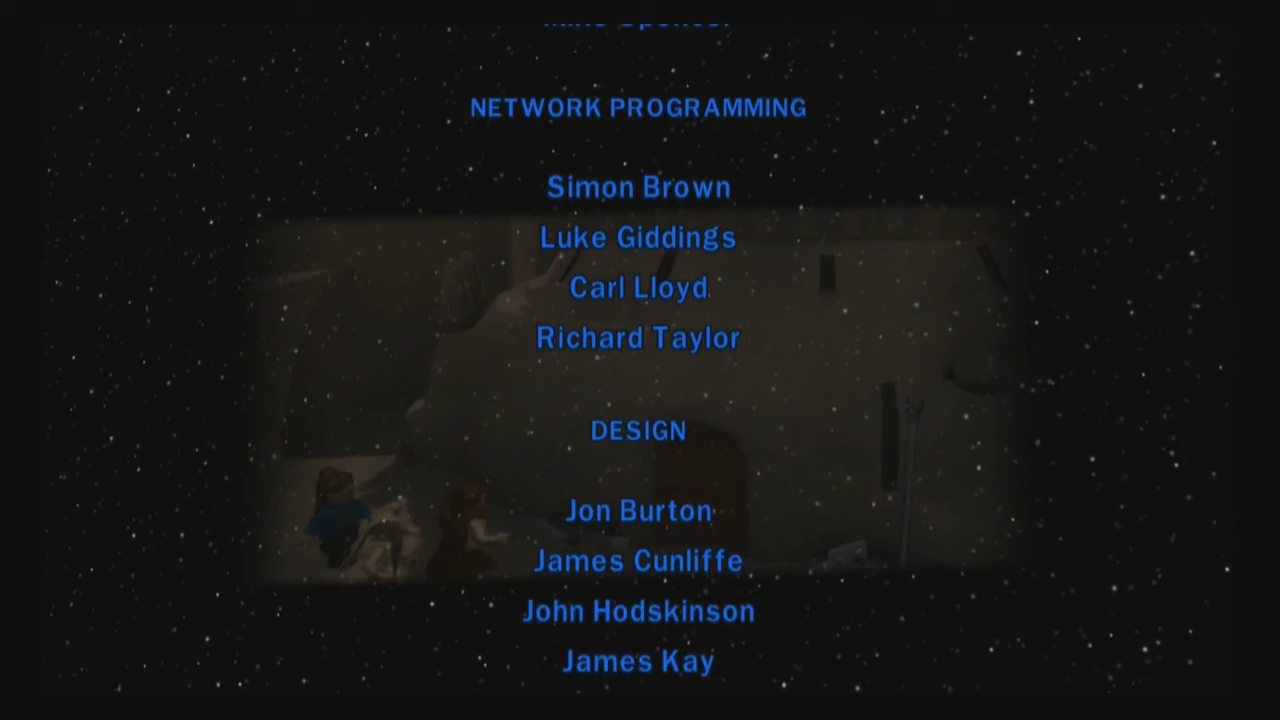 NETWORK PROGRAMMING
Simon Brown
Luke Giddings
Carl Lloyd
Richard Taylor
DESIGN
Jon Burton
James Cunliffe
John Hodskinson
James Kay